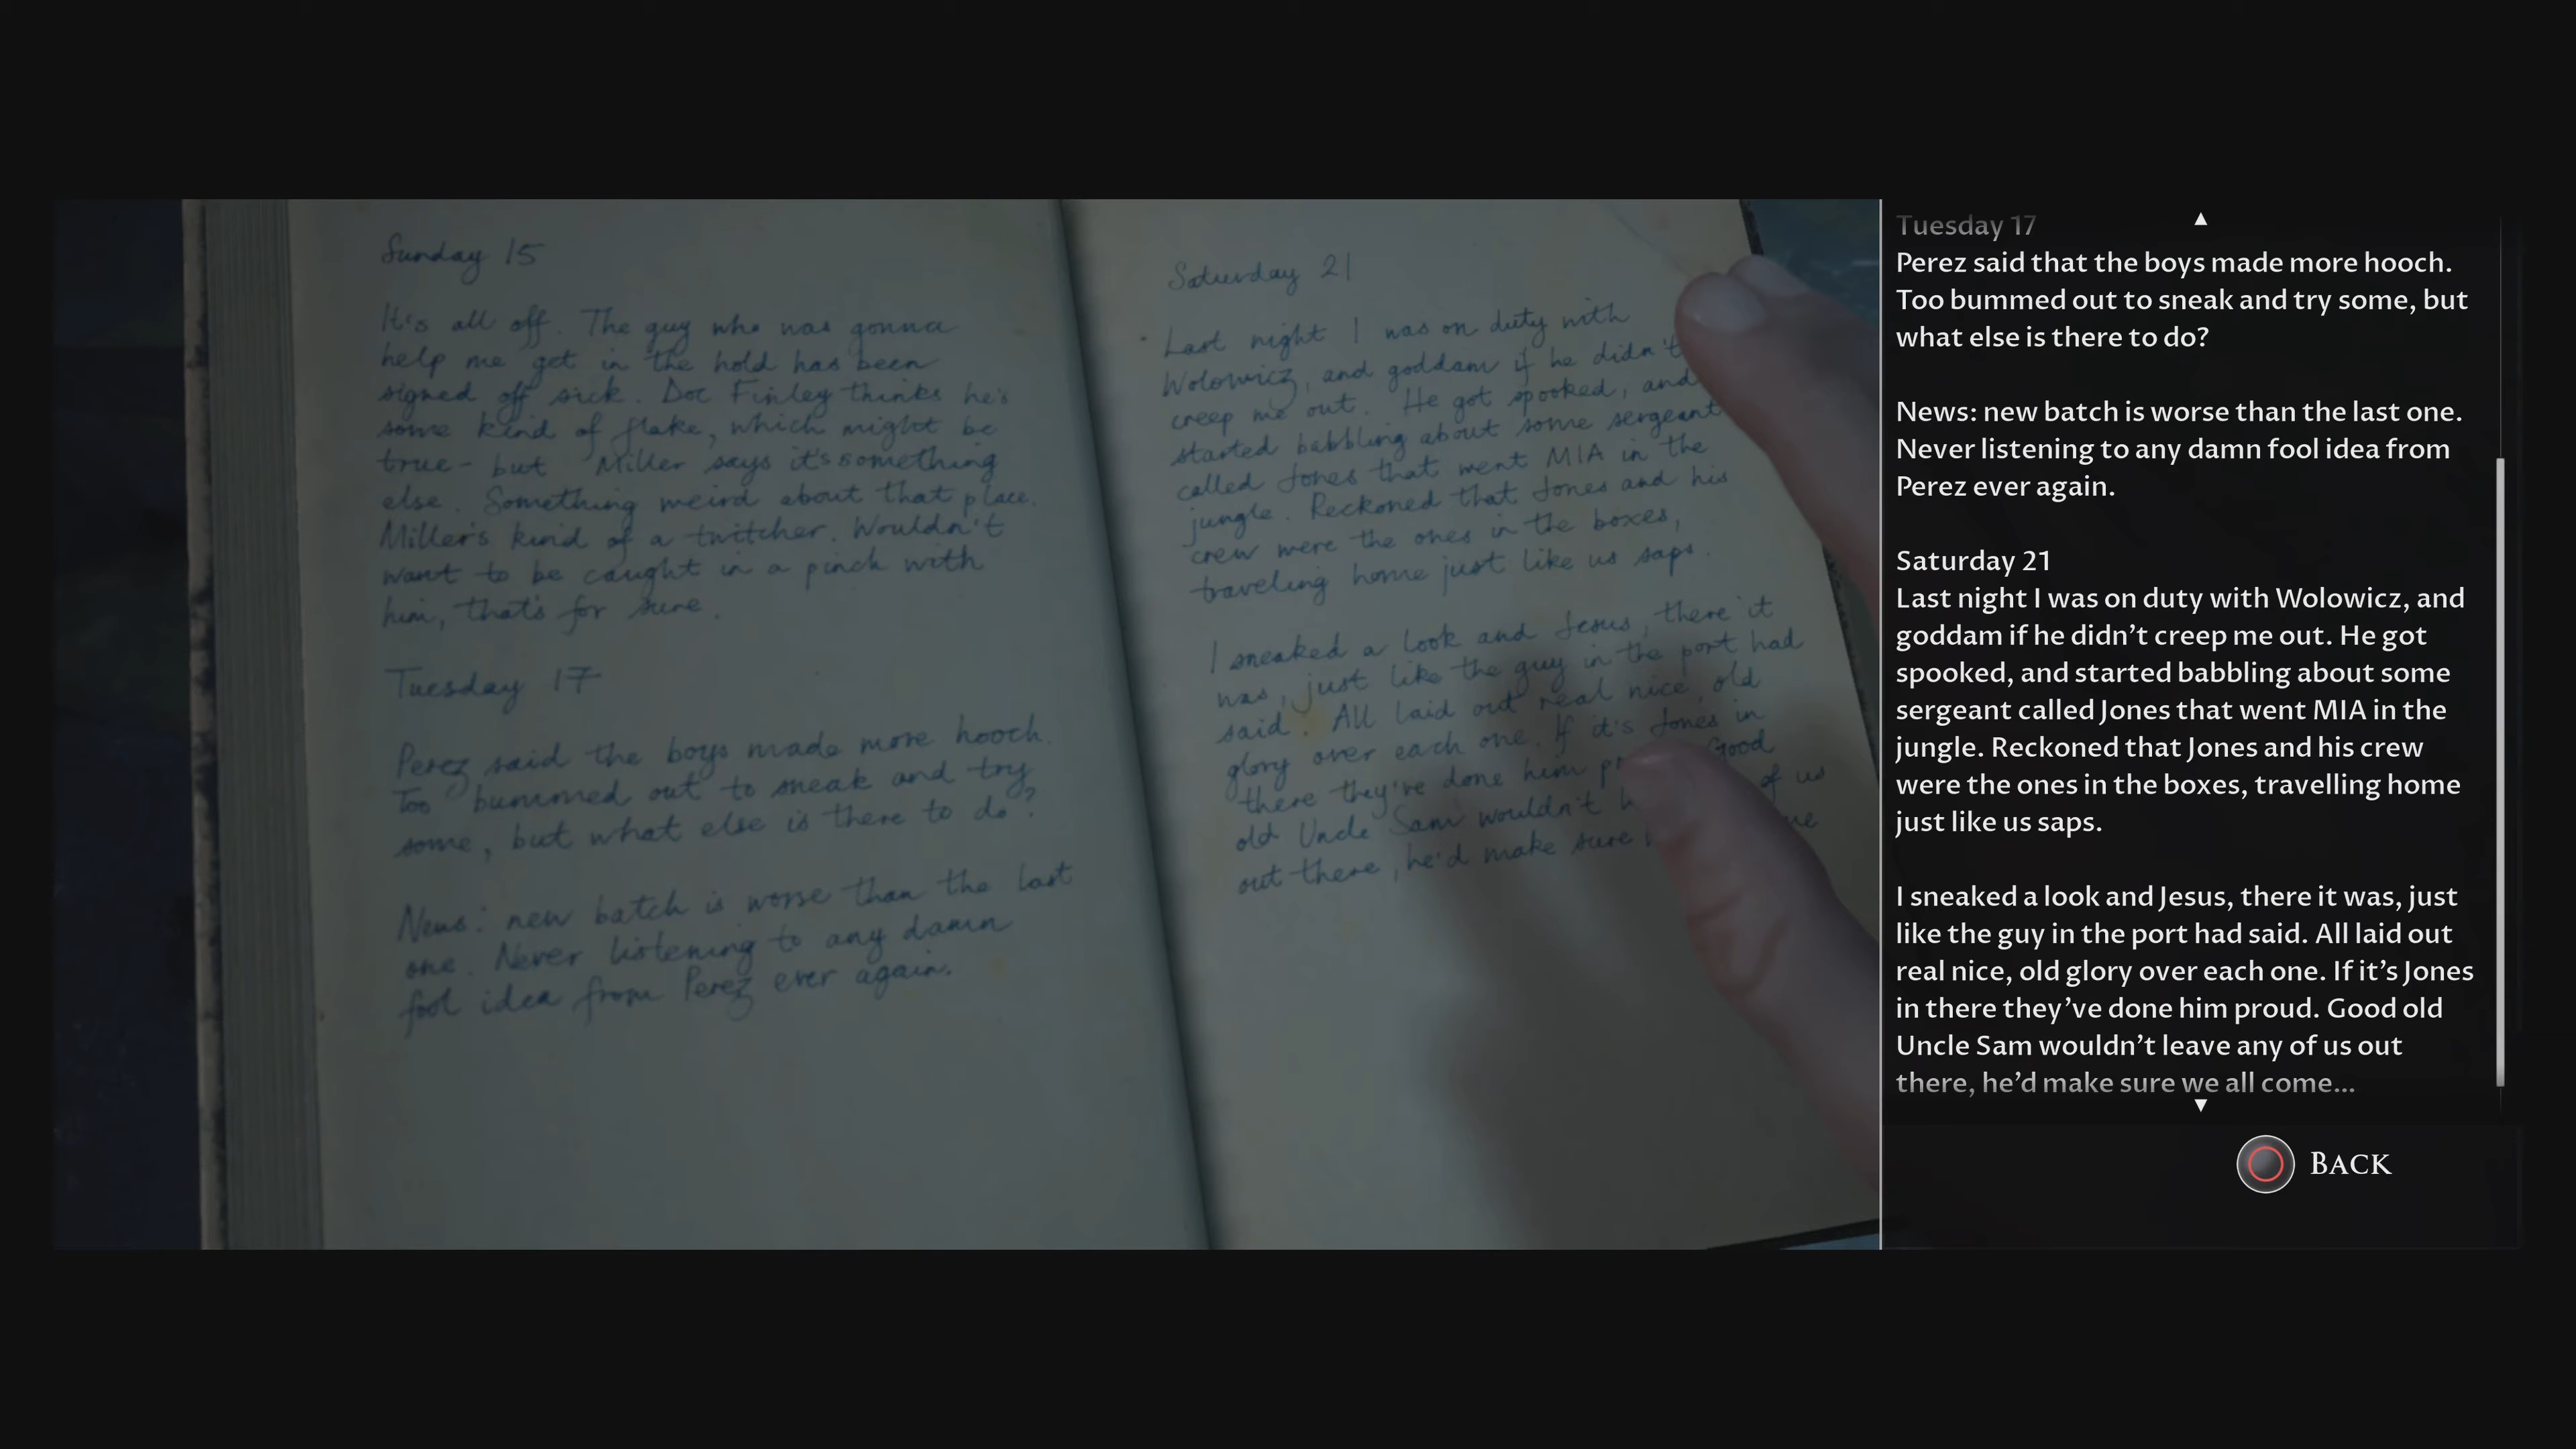 Sunday 15
It's all off. The guy who was gonna
help me get in the hold has been
signed off sick. Doc Finley thinks he's
some kind of flake, which might be
true - but Miller says it's something
else. Something weird about that place.
Miller's kind of a twitcher. Wouldn't
want to be caught in a pinch with
him, that's for sure.
Tuesday 17
Perez said the boys made more hooch.
Too bummed out to sneak and try
some, but what else is there to do?
News: new batch is worse than the last
one. Never listening to any damn
fool idea from Perez ever again.
Saturday 21
Last night I was on duty with
Wolowicz, and goddam if he didn't
creep me out. He got spooked, and
started babbling about some sergeant
called Jones that went MIA in the
jungle. Reckoned that Jones and his
crew were the ones in the boxes,
traveling home just like us saps.
I sneaked a look and Jesus, there it
was, just like the guy in the port had
said. All laid out real nice, old
glory over each one. If it's Jones in
there they've done him Good
old Uncle Sam wouldn't of us
out there, he'd make sure
Tuesday 17
Perez said that the boys made more hooch.
Too bummed out to sneak and try some, but
what else is there to do?
News: new batch is worse than the last one.
Never listening to any damn fool idea from
Perez ever again.
Saturday 21
Last night I was on duty with Wolowicz, and
goddam if he didn't creep me out. He got
spooked, and started babbling about some
sergeant called Jones that went MIA in the
jungle. Reckoned that Jones and his crew
were the ones in the boxes, travelling home
just like us saps.
I sneaked a look and Jesus, there it was, just
like the guy in the port had said. All laid out
real nice, old glory over each one. If it's Jones
in there they've done him proud. Good old
Uncle Sam wouldn't leave any of us out
there, he'd make sure we all come...
BACK